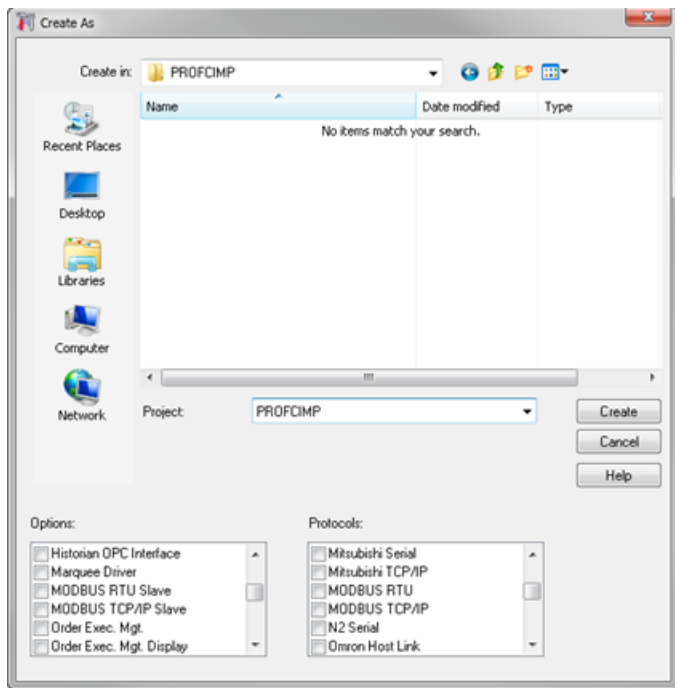 Create As
Create in: PROFCIMP
Name Date modified Type
No items match your search.
Recent Places
Desktop
Libraries
Computer
Network
Project: PROFCIMP Create
Cancel
Help
Options: Protocols:
Historian OPC Interface Mitsubishi Serial
Marquee Driver Mitsubishi TCP/IP
MODBUS RTU Slave MODBUS RTU
MODBUS TCP/IP Slave MODBUS TCP/IP
Order Exec. Mgt. N2 Serial
Order Exec. Mgt. Display Omron Host Link